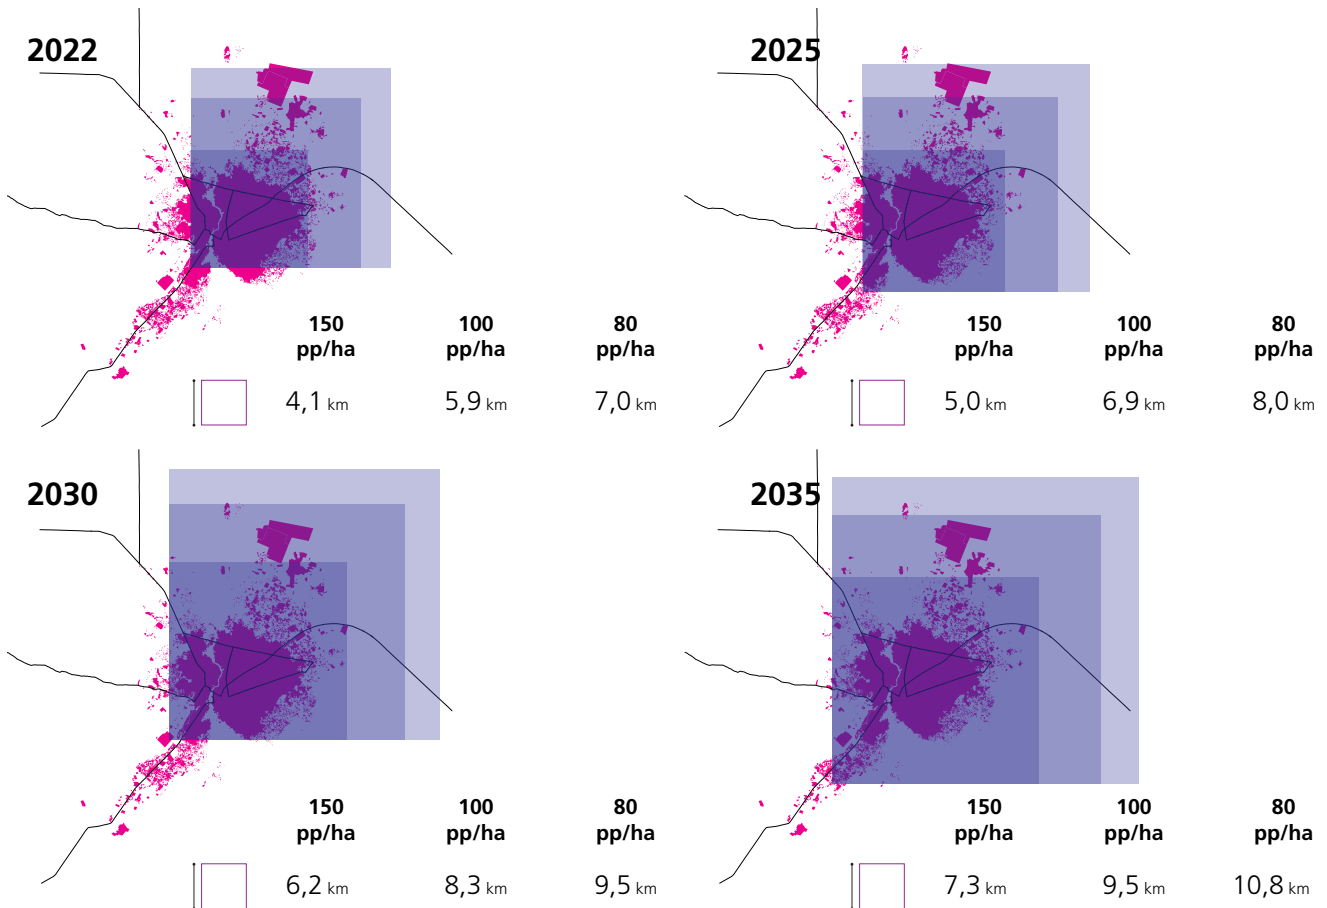 2022
150 100 80
pp/ha pp/ha pp/ha
4,1 km 5,9 km 7,0 km
2025
150 100 80
pp/ha pp/ha pp/ha
5,0 km 6,9 km 8,0 km
2030
150 100 80
pp/ha pp/ha pp/ha
6,2 km 8,3 km 9,5 km
2035
150 100 80
pp/ha pp/ha pp/ha
7,3 km 9,5 km 10,8 km